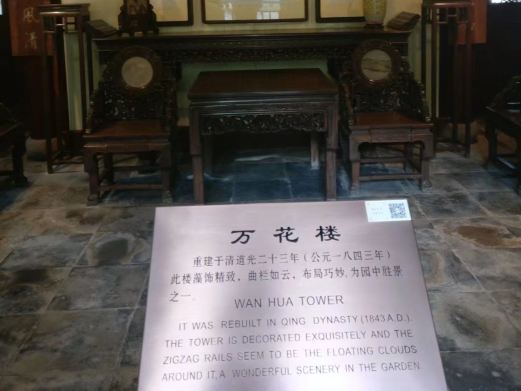 万花楼
重建于清道光二十三年（公元一八四三年）
此楼藻饰精致，曲栏如云，布局巧妙，为园中胜景
之一
WAN HUA TOWER
IT WAS REBUILT IN QING DYNASTY (1843 A.D.).
THE TOWER IS DECORATED EXQUISITELY AND THE
ZIGZAG RAILS SEEM TO BE THE FLOATING CLOUDS
AROUND IT, A WONDERFUL SCENERY IN THE GARDEN